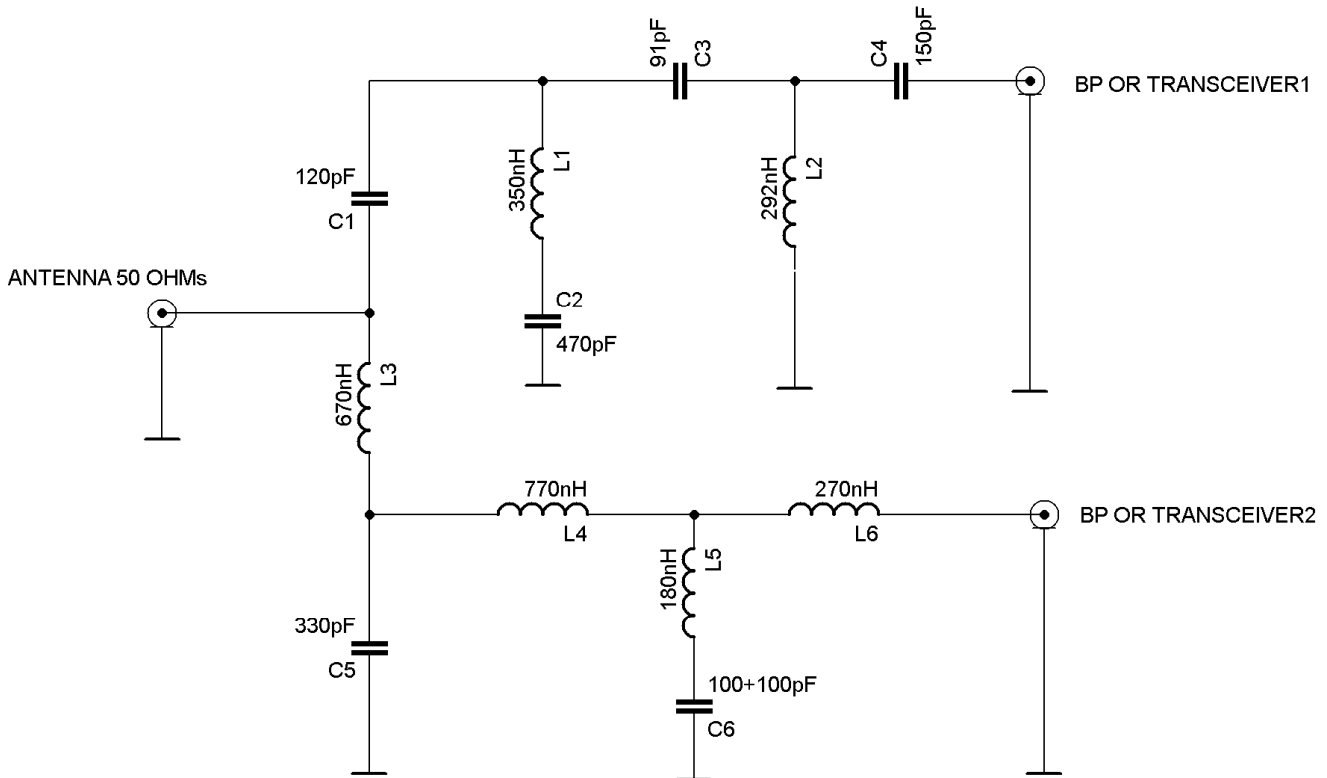 91pF
C3
C4
150pF
BP OR TRANSCEIVER1
350nH
L1
292nH
L2
120pF
C1
ANTENNA 50 OHMs
C2
470pF
670nH
L3
770nH
L4
270nH
L6
BP OR TRANSCEIVER2
180nH
L5
330pF
C5
100+100pF
C6